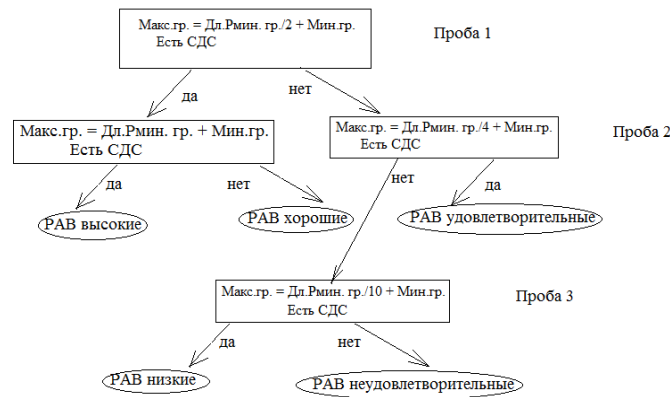 Макс.гр. = Дл.Рмин. гр./2 + Мин.гр.
Есть СДС
Проба 1
да
нет
Макс.гр. = Дл.Рмин. гр. + Мин.гр.
Есть СДС
Макс.гр. = Дл.Рмин. гр./4 + Мин.гр.
Есть СДС
Проба 2
да
нет
нет
да
РАВ высокие
РАВ хорошие
РАВ удовлетворительные
Макс.гр. = Дл.Рмин. гр./10 + Мин.гр.
Есть СДС
Проба 3
да
нет
РАВ низкие
РАВ неудовлетворительные